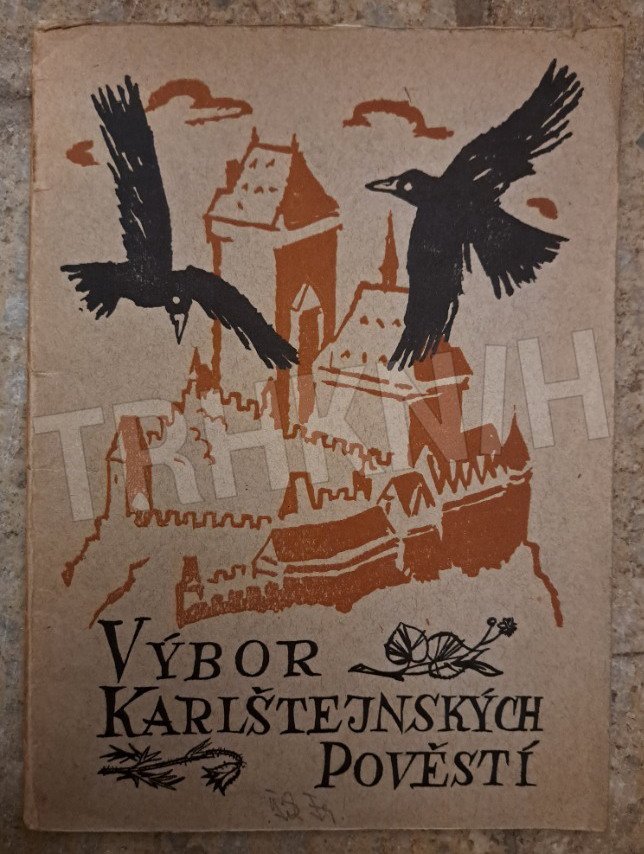 TRHKNIH
VÝBOR
KARLŠTEJNSKÝCH
POVĚSTÍ